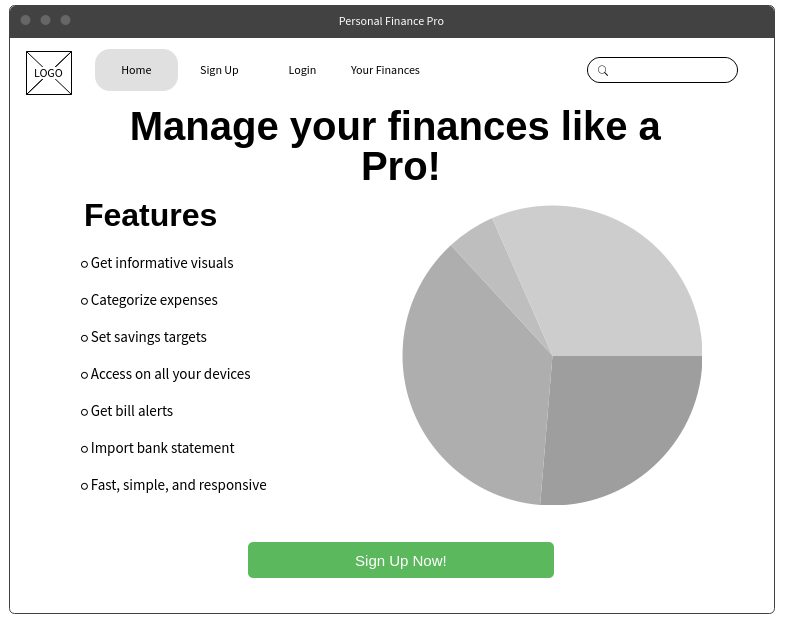 Personal Finance Pro
LOGO
Home
Sign Up
Login
Your Finances
Manage your finances like a
Pro!
Features
Get informative visuals
Categorize expenses
Set savings targets
Access on all your devices
Get bill alerts
Import bank statement
Fast, simple, and responsive
Sign Up Now!